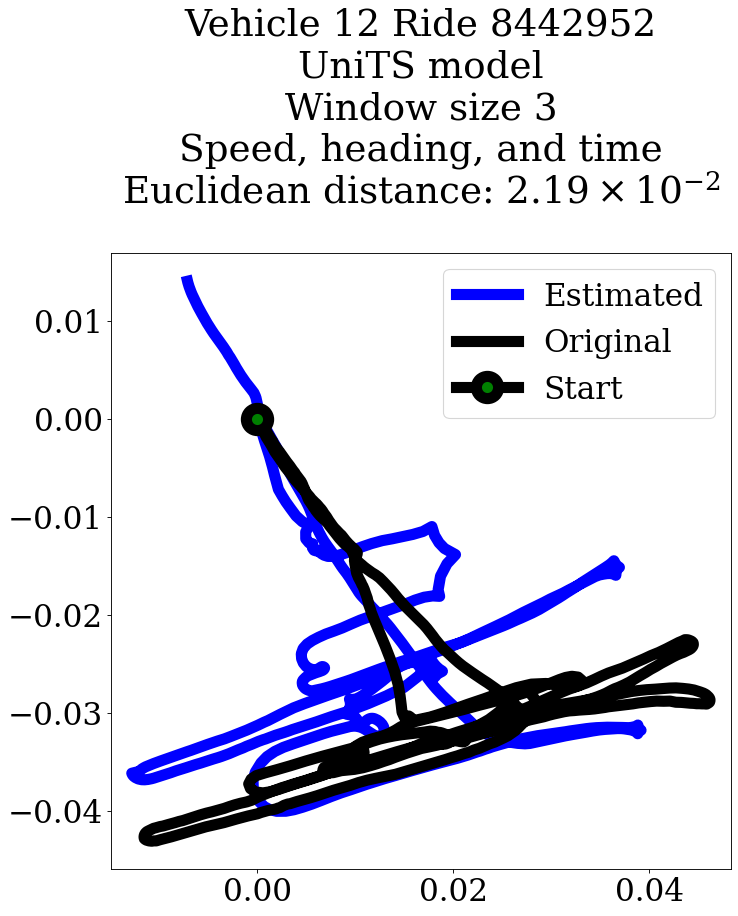 Vehicle 12 Ride 8442952
UniTS model
Window size 3
Speed, heading, and time
Euclidean distance: 2.19 × 10⁻²
Estimated
Original
Start
0.01
0.00
−0.01
−0.02
−0.03
−0.04
0.00 0.02 0.04